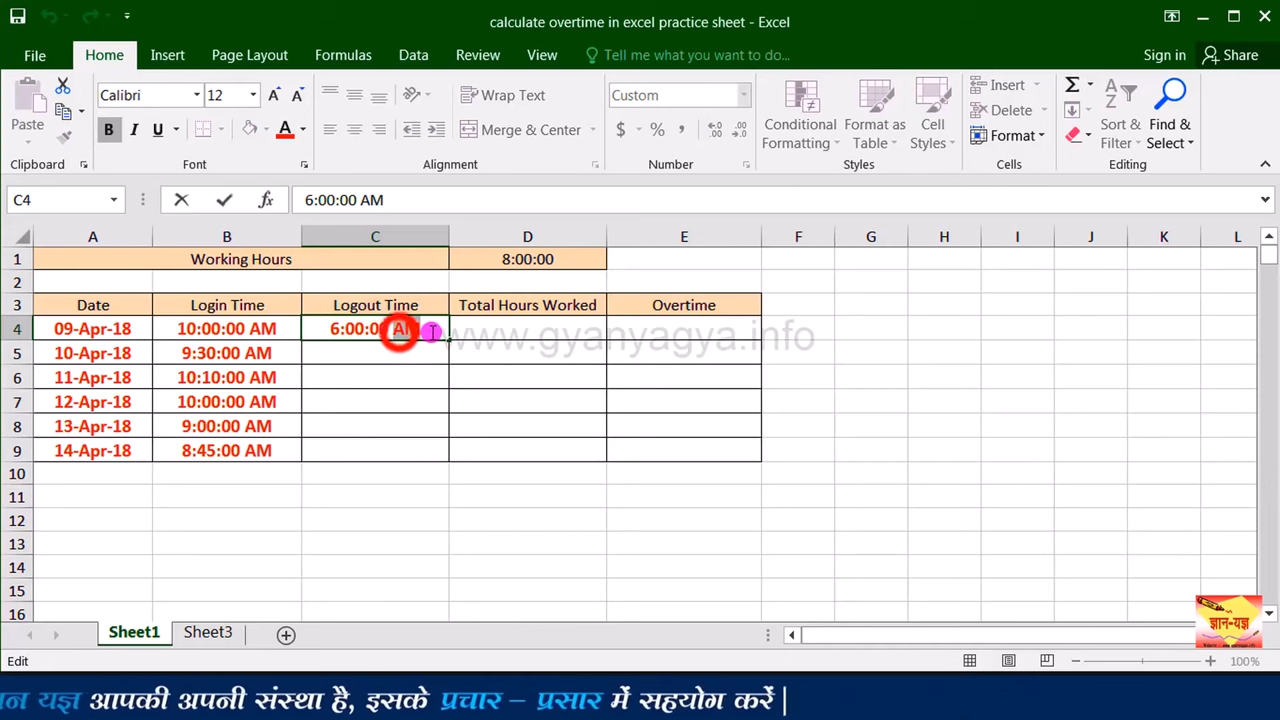 calculate overtime in excel practice sheet - Excel
File Home Insert Page Layout Formulas Data Review View Tell me what you want to do... Sign in Share
Paste Calibri 12 Wrap Text Custom Conditional Formatting Format as Table Cell Styles Insert Sort & Filter Find & Select
B I U A Merge & Center $ % , Delete
Format
Clipboard Font Alignment Number Styles Cells Editing
C4 fx 6:00:00 AM
A B C D E F G H I J K L
1 Working Hours 8:00:00
2
3 Date Login Time Logout Time Total Hours Worked Overtime
4 09-Apr-18 10:00:00 AM 6:00:00 AM www.gyanyagya.info
5 10-Apr-18 9:30:00 AM
6 11-Apr-18 10:10:00 AM
7 12-Apr-18 10:00:00 AM
8 13-Apr-18 9:00:00 AM
9 14-Apr-18 8:45:00 AM
10
11
12
13
14
15
16
ज्ञान-यज्ञ
Sheet1 Sheet3
Edit 100%
यज्ञ आपकी अपनी संस्था है, इसके प्रचार – प्रसार में सहयोग करें |